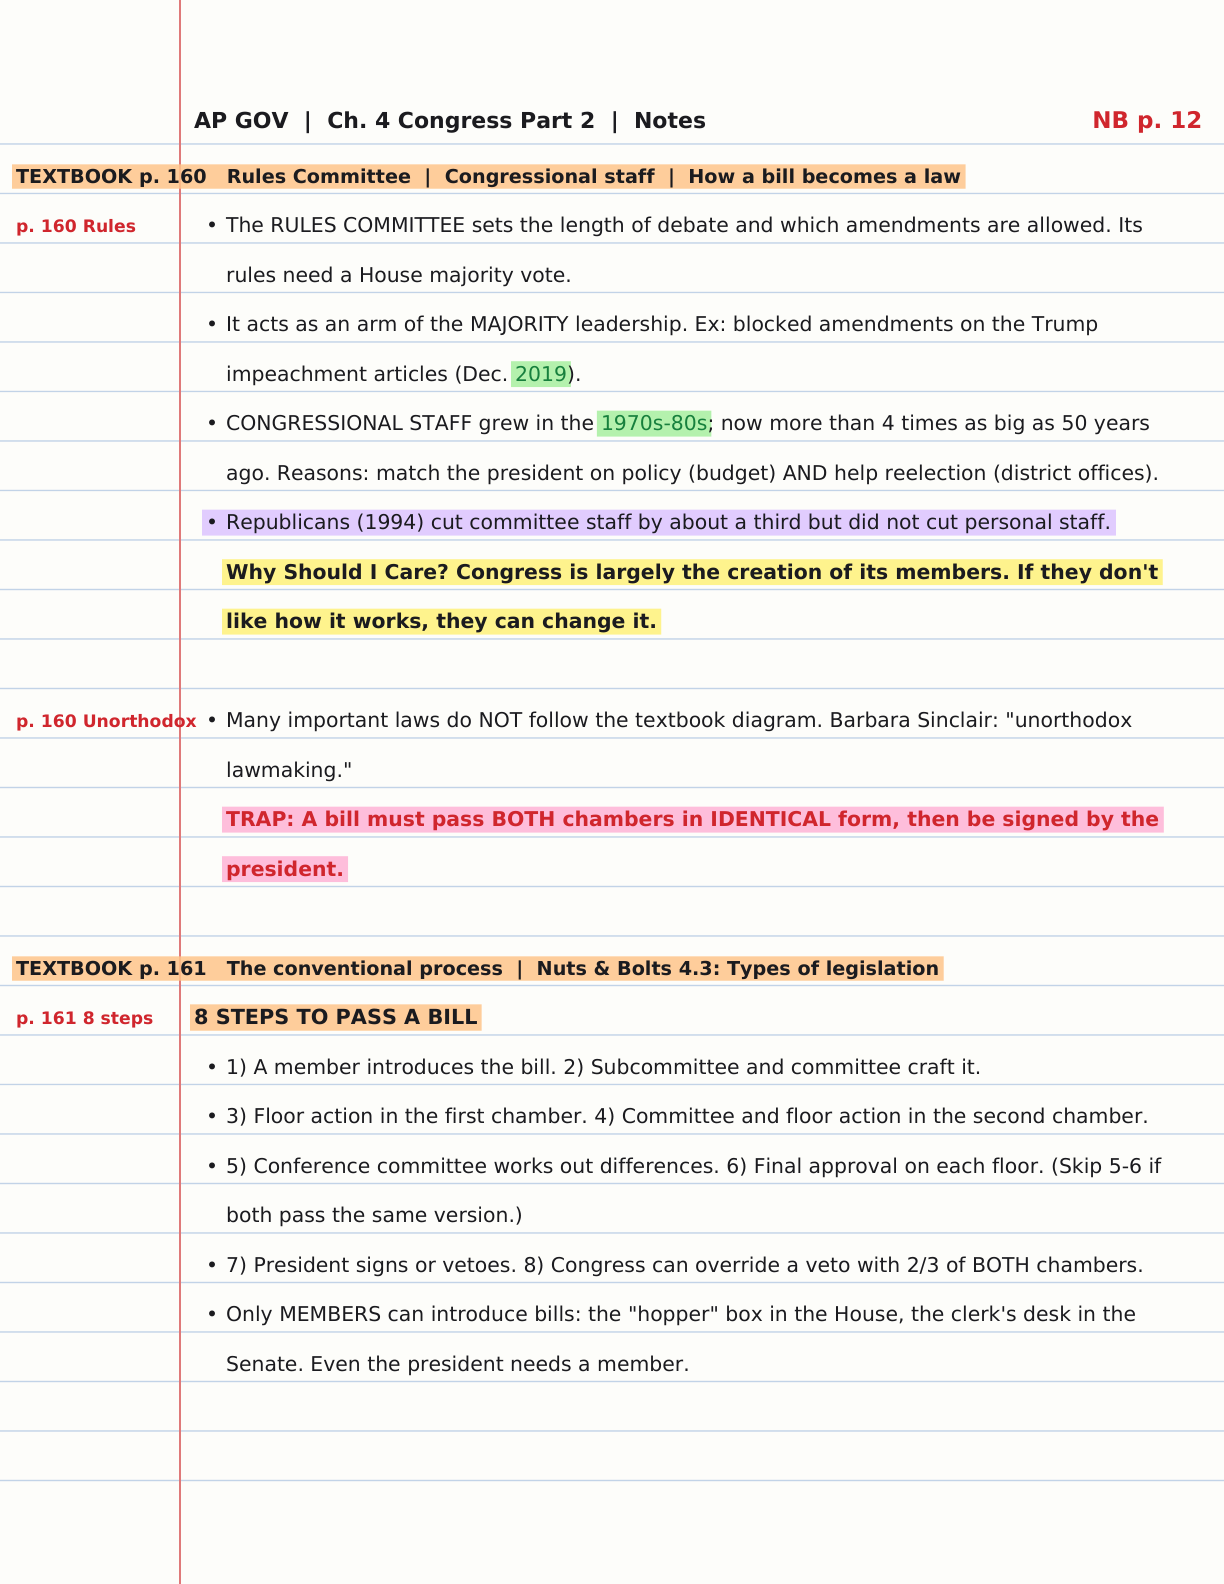 AP GOV | Ch. 4 Congress Part 2 | Notes NB p. 12
TEXTBOOK p. 160 Rules Committee | Congressional staff | How a bill becomes a law
p. 160 Rules • The RULES COMMITTEE sets the length of debate and which amendments are allowed. Its
rules need a House majority vote.
• It acts as an arm of the MAJORITY leadership. Ex: blocked amendments on the Trump
impeachment articles (Dec. 2019).
• CONGRESSIONAL STAFF grew in the 1970s-80s; now more than 4 times as big as 50 years
ago. Reasons: match the president on policy (budget) AND help reelection (district offices).
• Republicans (1994) cut committee staff by about a third but did not cut personal staff.
Why Should I Care? Congress is largely the creation of its members. If they don't
like how it works, they can change it.
p. 160 Unorthodox • Many important laws do NOT follow the textbook diagram. Barbara Sinclair: "unorthodox
lawmaking."
TRAP: A bill must pass BOTH chambers in IDENTICAL form, then be signed by the
president.
TEXTBOOK p. 161 The conventional process | Nuts & Bolts 4.3: Types of legislation
p. 161 8 steps 8 STEPS TO PASS A BILL
• 1) A member introduces the bill. 2) Subcommittee and committee craft it.
• 3) Floor action in the first chamber. 4) Committee and floor action in the second chamber.
• 5) Conference committee works out differences. 6) Final approval on each floor. (Skip 5-6 if
both pass the same version.)
• 7) President signs or vetoes. 8) Congress can override a veto with 2/3 of BOTH chambers.
• Only MEMBERS can introduce bills: the "hopper" box in the House, the clerk's desk in the
Senate. Even the president needs a member.